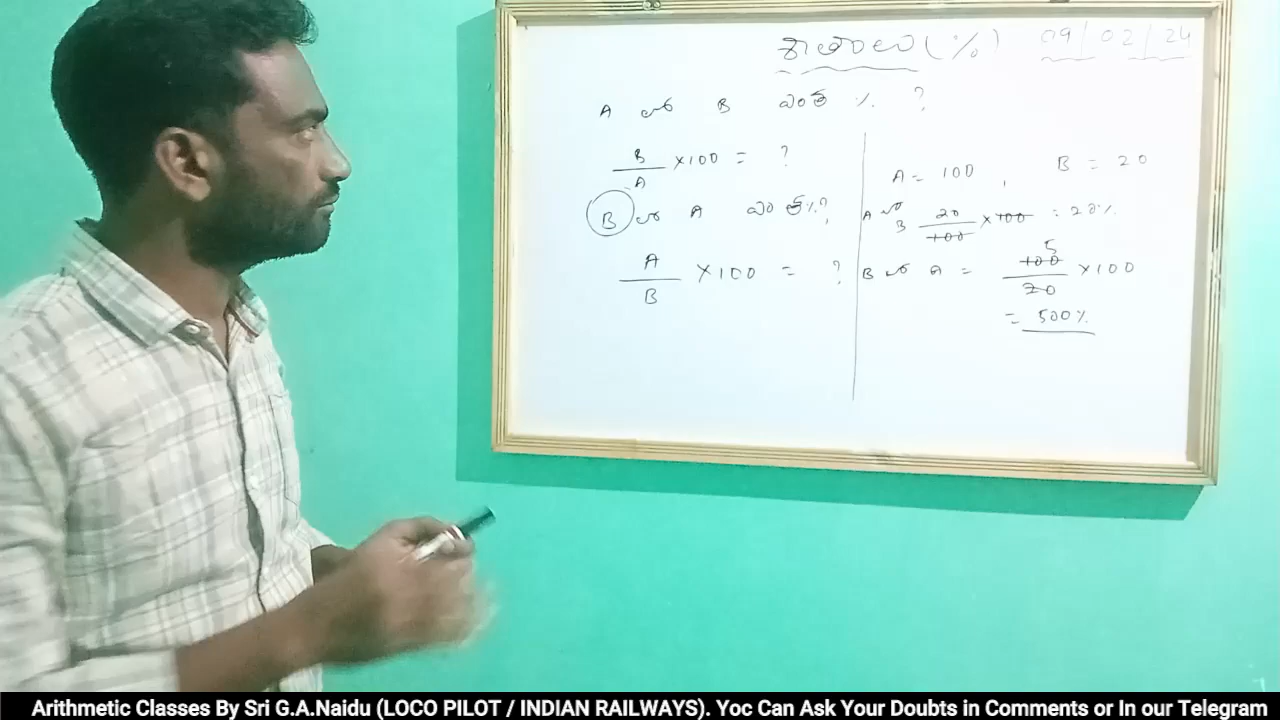 శాతాలు (%) 09/02/24
A లో B ఎంత % ?
B/A ×100 = ?
B లో A ఎంత %?
A/B ×100 = ?
A = 100 , B = 20
A లో B 20/100 ×100 = 20%
B లో A = 100/20 ×100
5
= 500%
Arithmetic Classes By Sri G.A.Naidu (LOCO PILOT / INDIAN RAILWAYS). Yoc Can Ask Your Doubts in Comments or In our Telegram